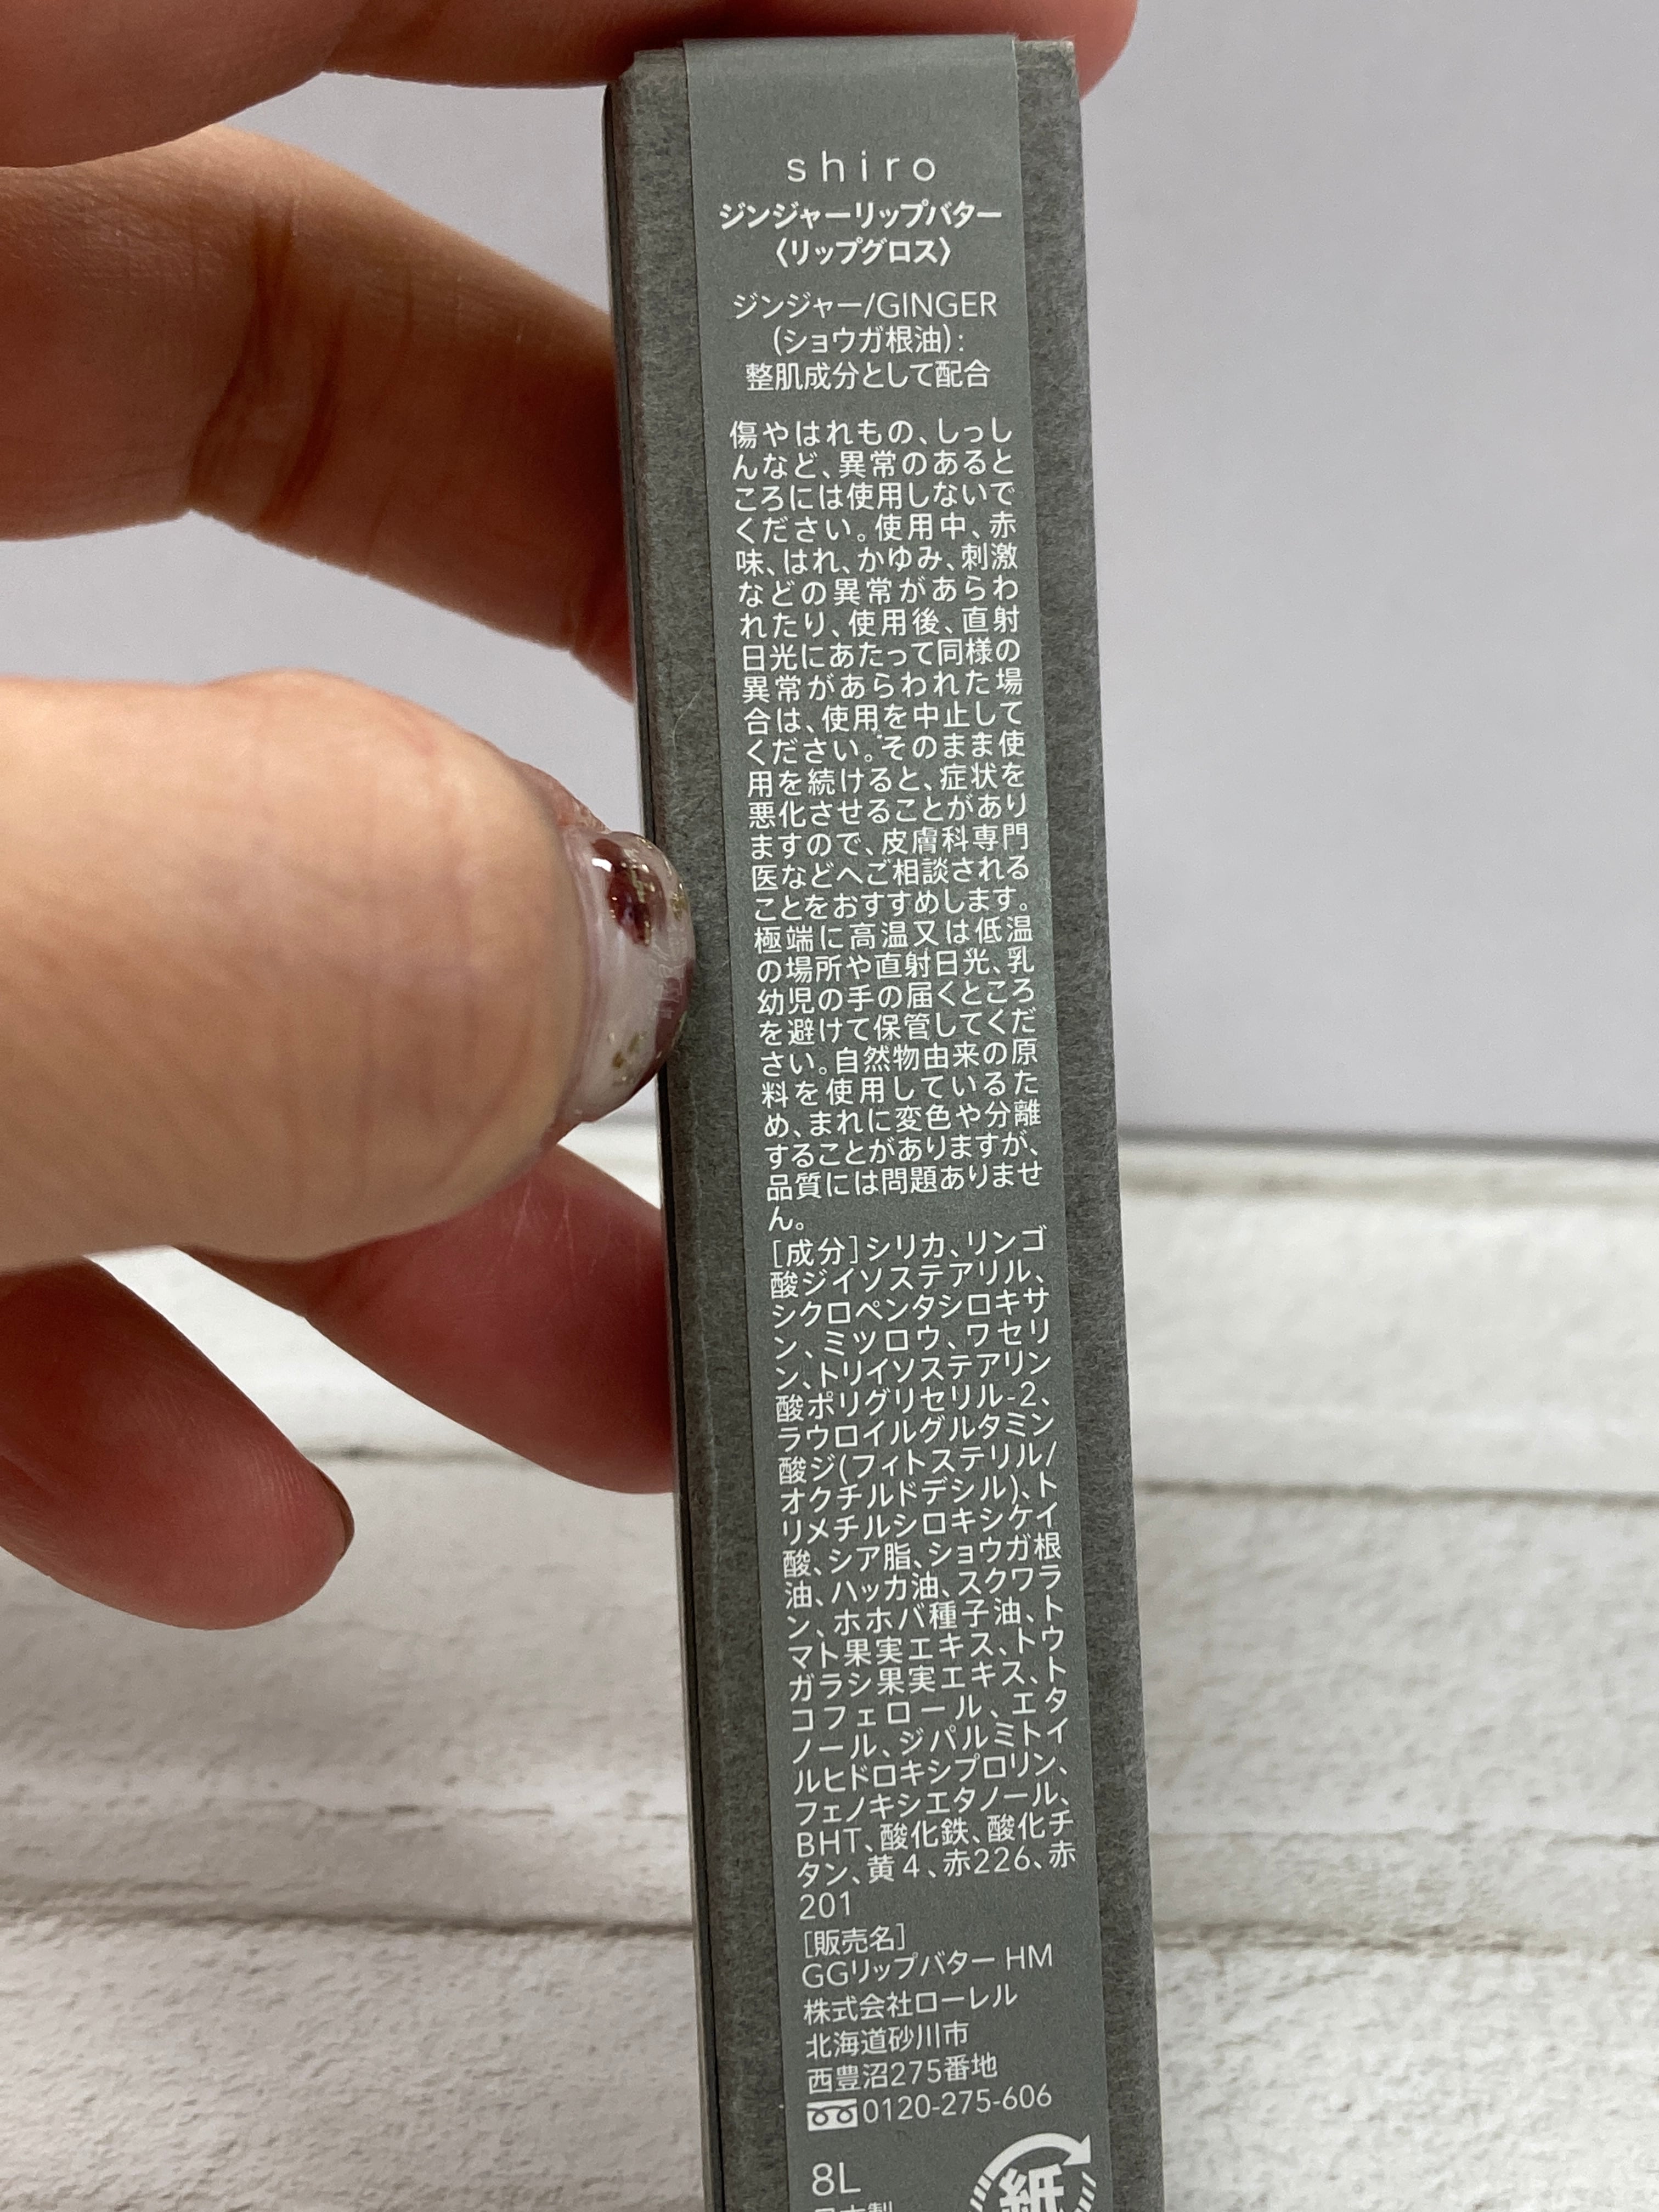 shiro
ジンジャーリップバター
〈リップグロス〉
ジンジャー/GINGER
(ショウガ根油):
整肌成分として配合
傷やはれもの、しっし
んなど、異常のあると
ころには使用しないで
ください。使用中、赤
味、はれ、かゆみ、刺激
などの異常があらわ
れたり、使用後、直射
日光にあたって同様の
異常があらわれた場
合は、使用を中止して
ください。そのまま使
用を続けると、症状を
悪化させることがあり
ますので、皮膚科専門
医などへご相談される
ことをおすすめします。
極端に高温又は低温
の場所や直射日光、乳
幼児の手の届くところ
を避けて保管してくだ
さい。自然物由来の原
料を使用しているた
め、まれに変色や分離
することがありますが、
品質には問題ありませ
ん。
[成分]シリカ、リンゴ
酸ジイソステアリル、
シクロペンタシロキサ
ン、ミツロウ、ワセリ
ン、トリイソステアリン
酸ポリグリセリル-2、
ラウロイルグルタミン
酸ジ(フィトステリル/
オクチルドデシル)、ト
リメチルシロキシケイ
酸、シア脂、ショウガ根
油、ハッカ油、スクワラ
ン、ホホバ種子油、ト
マト果実エキス、トウ
ガラシ果実エキス、ト
コフェロール、エタ
ノール、ジパルミトイ
ルヒドロキシプロリン、
フェノキシエタノール、
BHT、酸化鉄、酸化チ
タン、黄4、赤226、赤
201
[販売名]
GGリップバター HM
株式会社ローレル
北海道砂川市
西豊沼275番地
0120-275-606
8L
日本製
紙